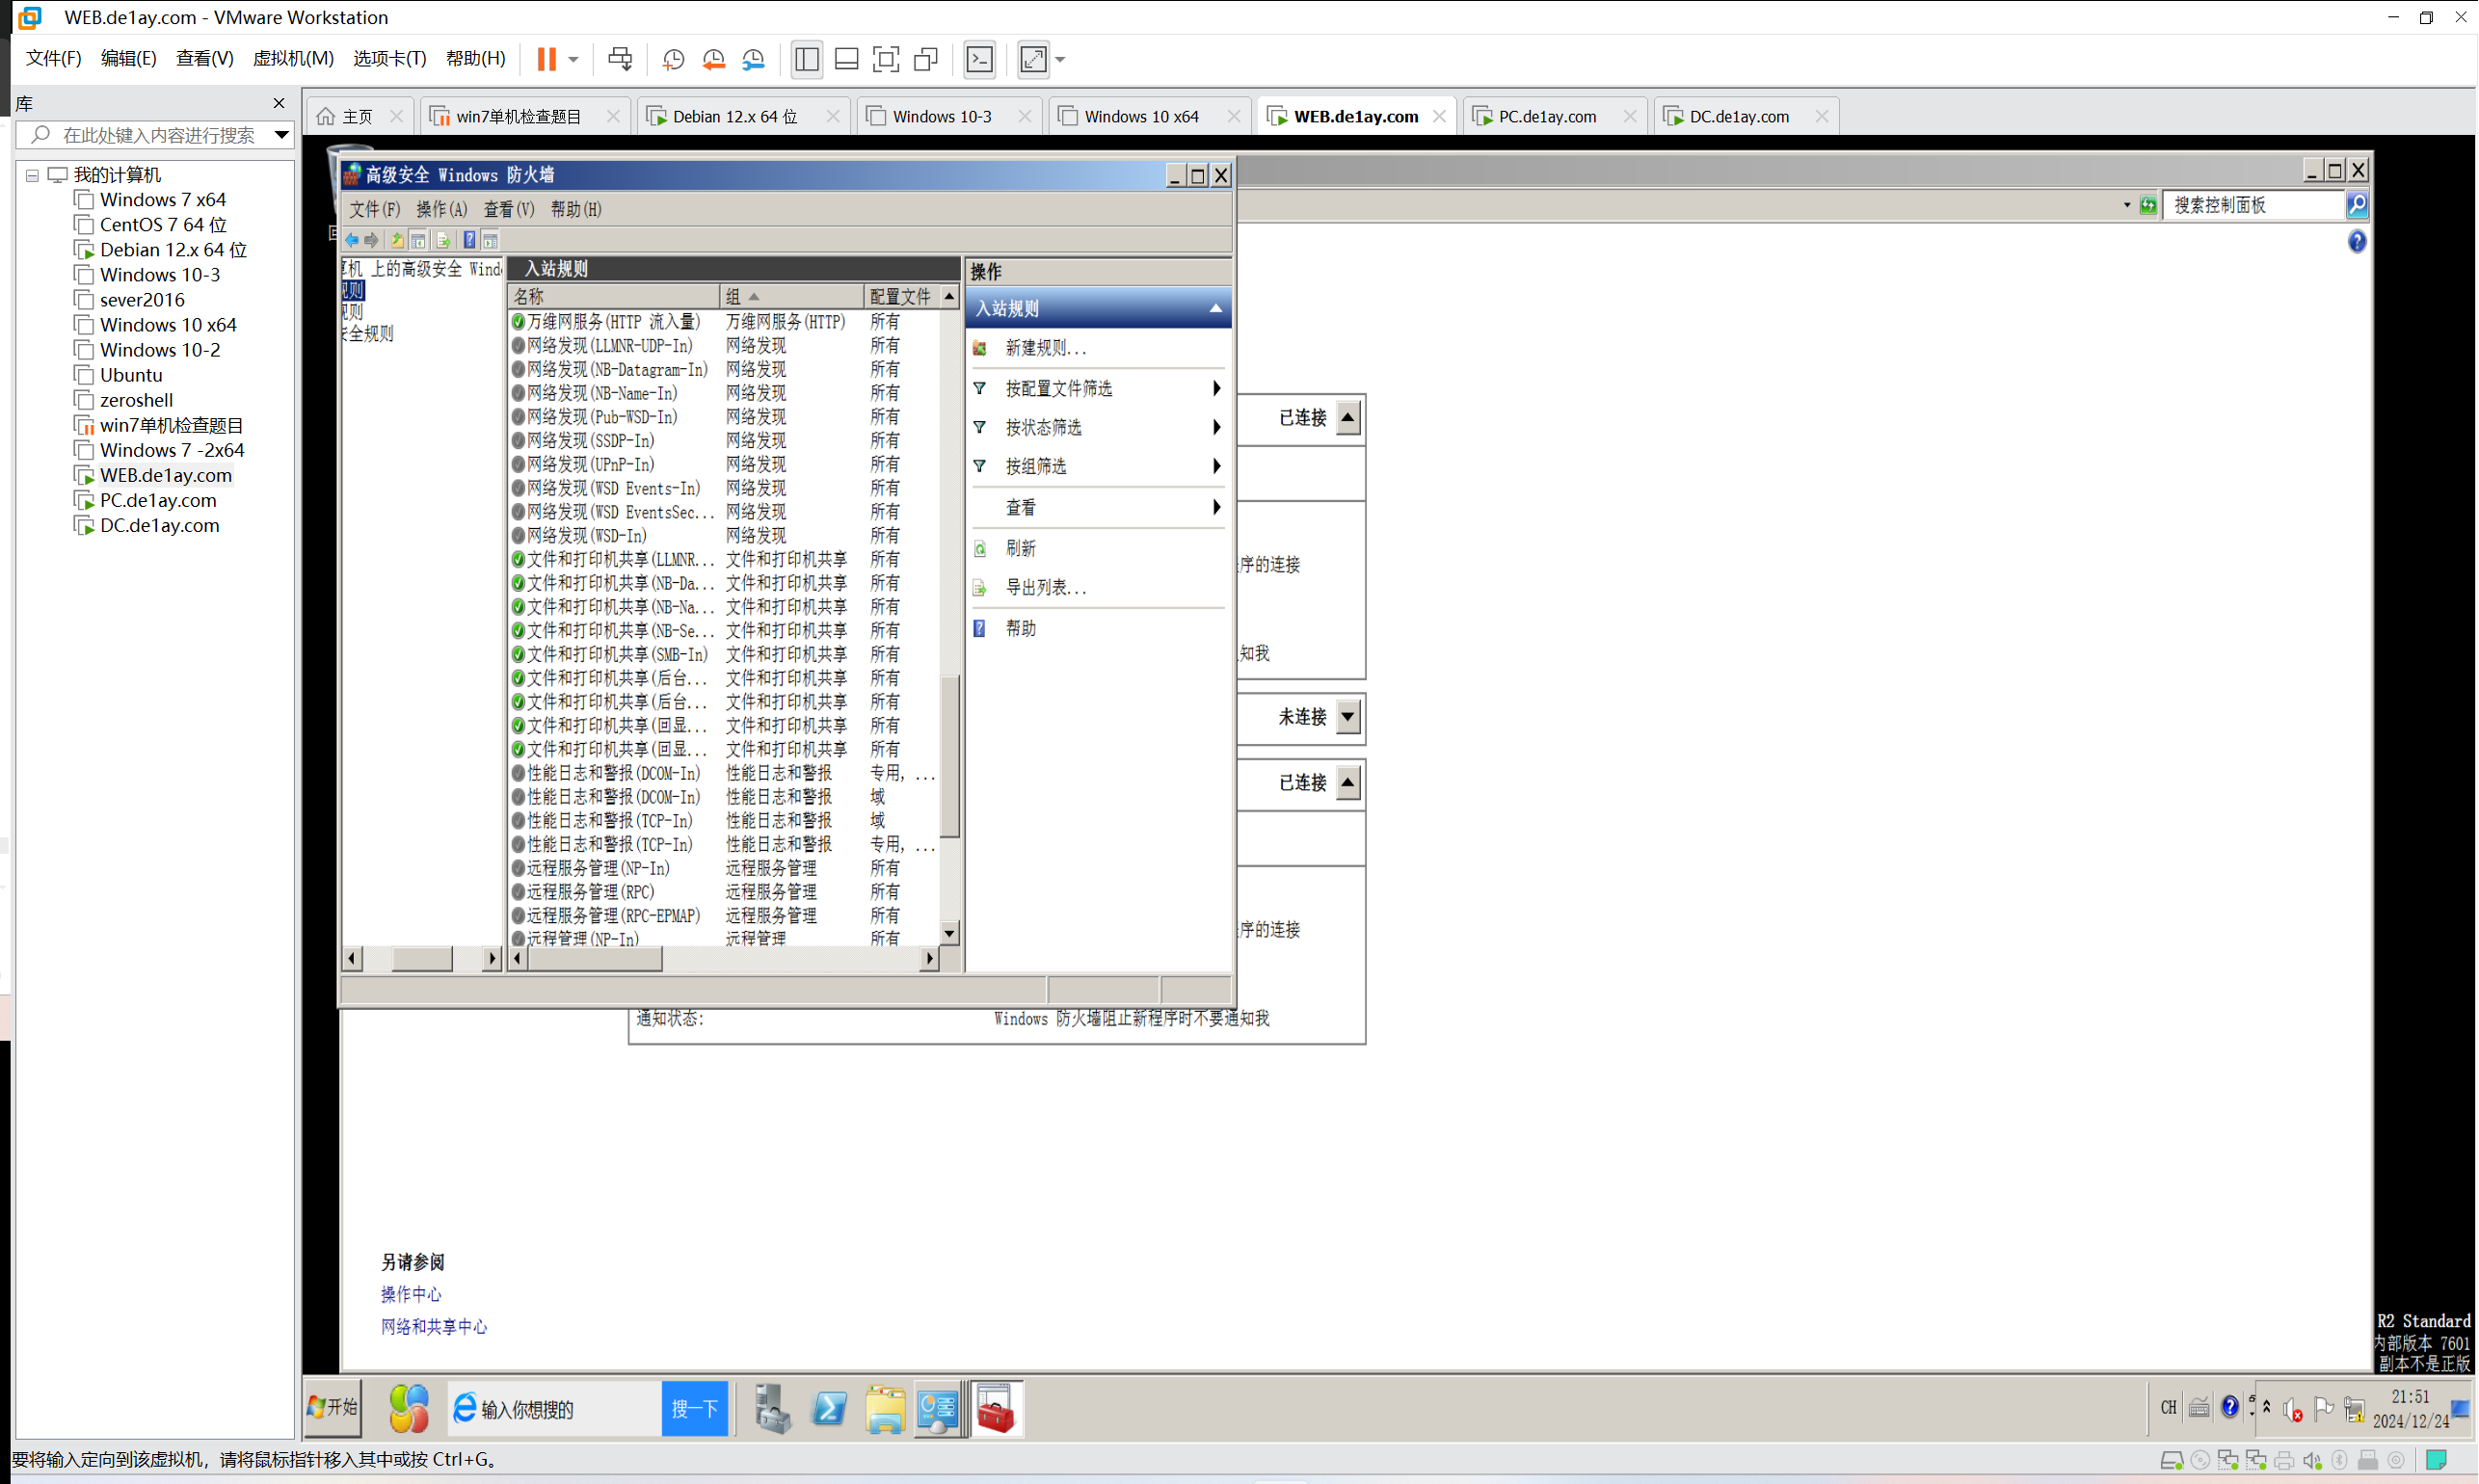 WEB.de1ay.com - VMware Workstation
文件(F) 编辑(E) 查看(V) 虚拟机(M) 选项卡(T) 帮助(H)
库
在此处键入内容进行搜索
我的计算机
Windows 7 x64
CentOS 7 64 位
Debian 12.x 64 位
Windows 10-3
sever2016
Windows 10 x64
Windows 10-2
Ubuntu
zeroshell
win7单机检查题目
Windows 7 -2x64
WEB.de1ay.com
PC.de1ay.com
DC.de1ay.com
主页 win7单机检查题目 Debian 12.x 64 位 Windows 10-3 Windows 10 x64 WEB.de1ay.com PC.de1ay.com DC.de1ay.com
高级安全 Windows 防火墙
文件(F) 操作(A) 查看(V) 帮助(H)
机 上的高级安全 Wind
规则
规则
安全规则
入站规则
名称 组 配置文件
万维网服务(HTTP 流入量) 万维网服务(HTTP) 所有
网络发现(LLMNR-UDP-In) 网络发现 所有
网络发现(NB-Datagram-In) 网络发现 所有
网络发现(NB-Name-In) 网络发现 所有
网络发现(Pub-WSD-In) 网络发现 所有
网络发现(SSDP-In) 网络发现 所有
网络发现(UPnP-In) 网络发现 所有
网络发现(WSD Events-In) 网络发现 所有
网络发现(WSD EventsSec... 网络发现 所有
网络发现(WSD-In) 网络发现 所有
文件和打印机共享(LLMNR... 文件和打印机共享 所有
文件和打印机共享(NB-Da... 文件和打印机共享 所有
文件和打印机共享(NB-Na... 文件和打印机共享 所有
文件和打印机共享(NB-Se... 文件和打印机共享 所有
文件和打印机共享(SMB-In) 文件和打印机共享 所有
文件和打印机共享(后台... 文件和打印机共享 所有
文件和打印机共享(后台... 文件和打印机共享 所有
文件和打印机共享(回显... 文件和打印机共享 所有
文件和打印机共享(回显... 文件和打印机共享 所有
性能日志和警报(DCOM-In) 性能日志和警报 专用, ...
性能日志和警报(DCOM-In) 性能日志和警报 域
性能日志和警报(TCP-In) 性能日志和警报 域
性能日志和警报(TCP-In) 性能日志和警报 专用, ...
远程服务管理(NP-In) 远程服务管理 所有
远程服务管理(RPC) 远程服务管理 所有
远程服务管理(RPC-EPMAP) 远程服务管理 所有
远程管理(NP-In) 远程管理 所有
操作
入站规则
新建规则...
按配置文件筛选
按状态筛选
按组筛选
查看
刷新
导出列表...
帮助
搜索控制面板
已连接
序的连接
知我
未连接
已连接
序的连接
通知状态: Windows 防火墙阻止新程序时不要通知我
另请参阅
操作中心
网络和共享中心
R2 Standard
内部版本 7601
副本不是正版
开始 输入你想搜的 搜一下
CH
21:51
2024/12/24
要将输入定向到该虚拟机，请将鼠标指针移入其中或按 Ctrl+G。